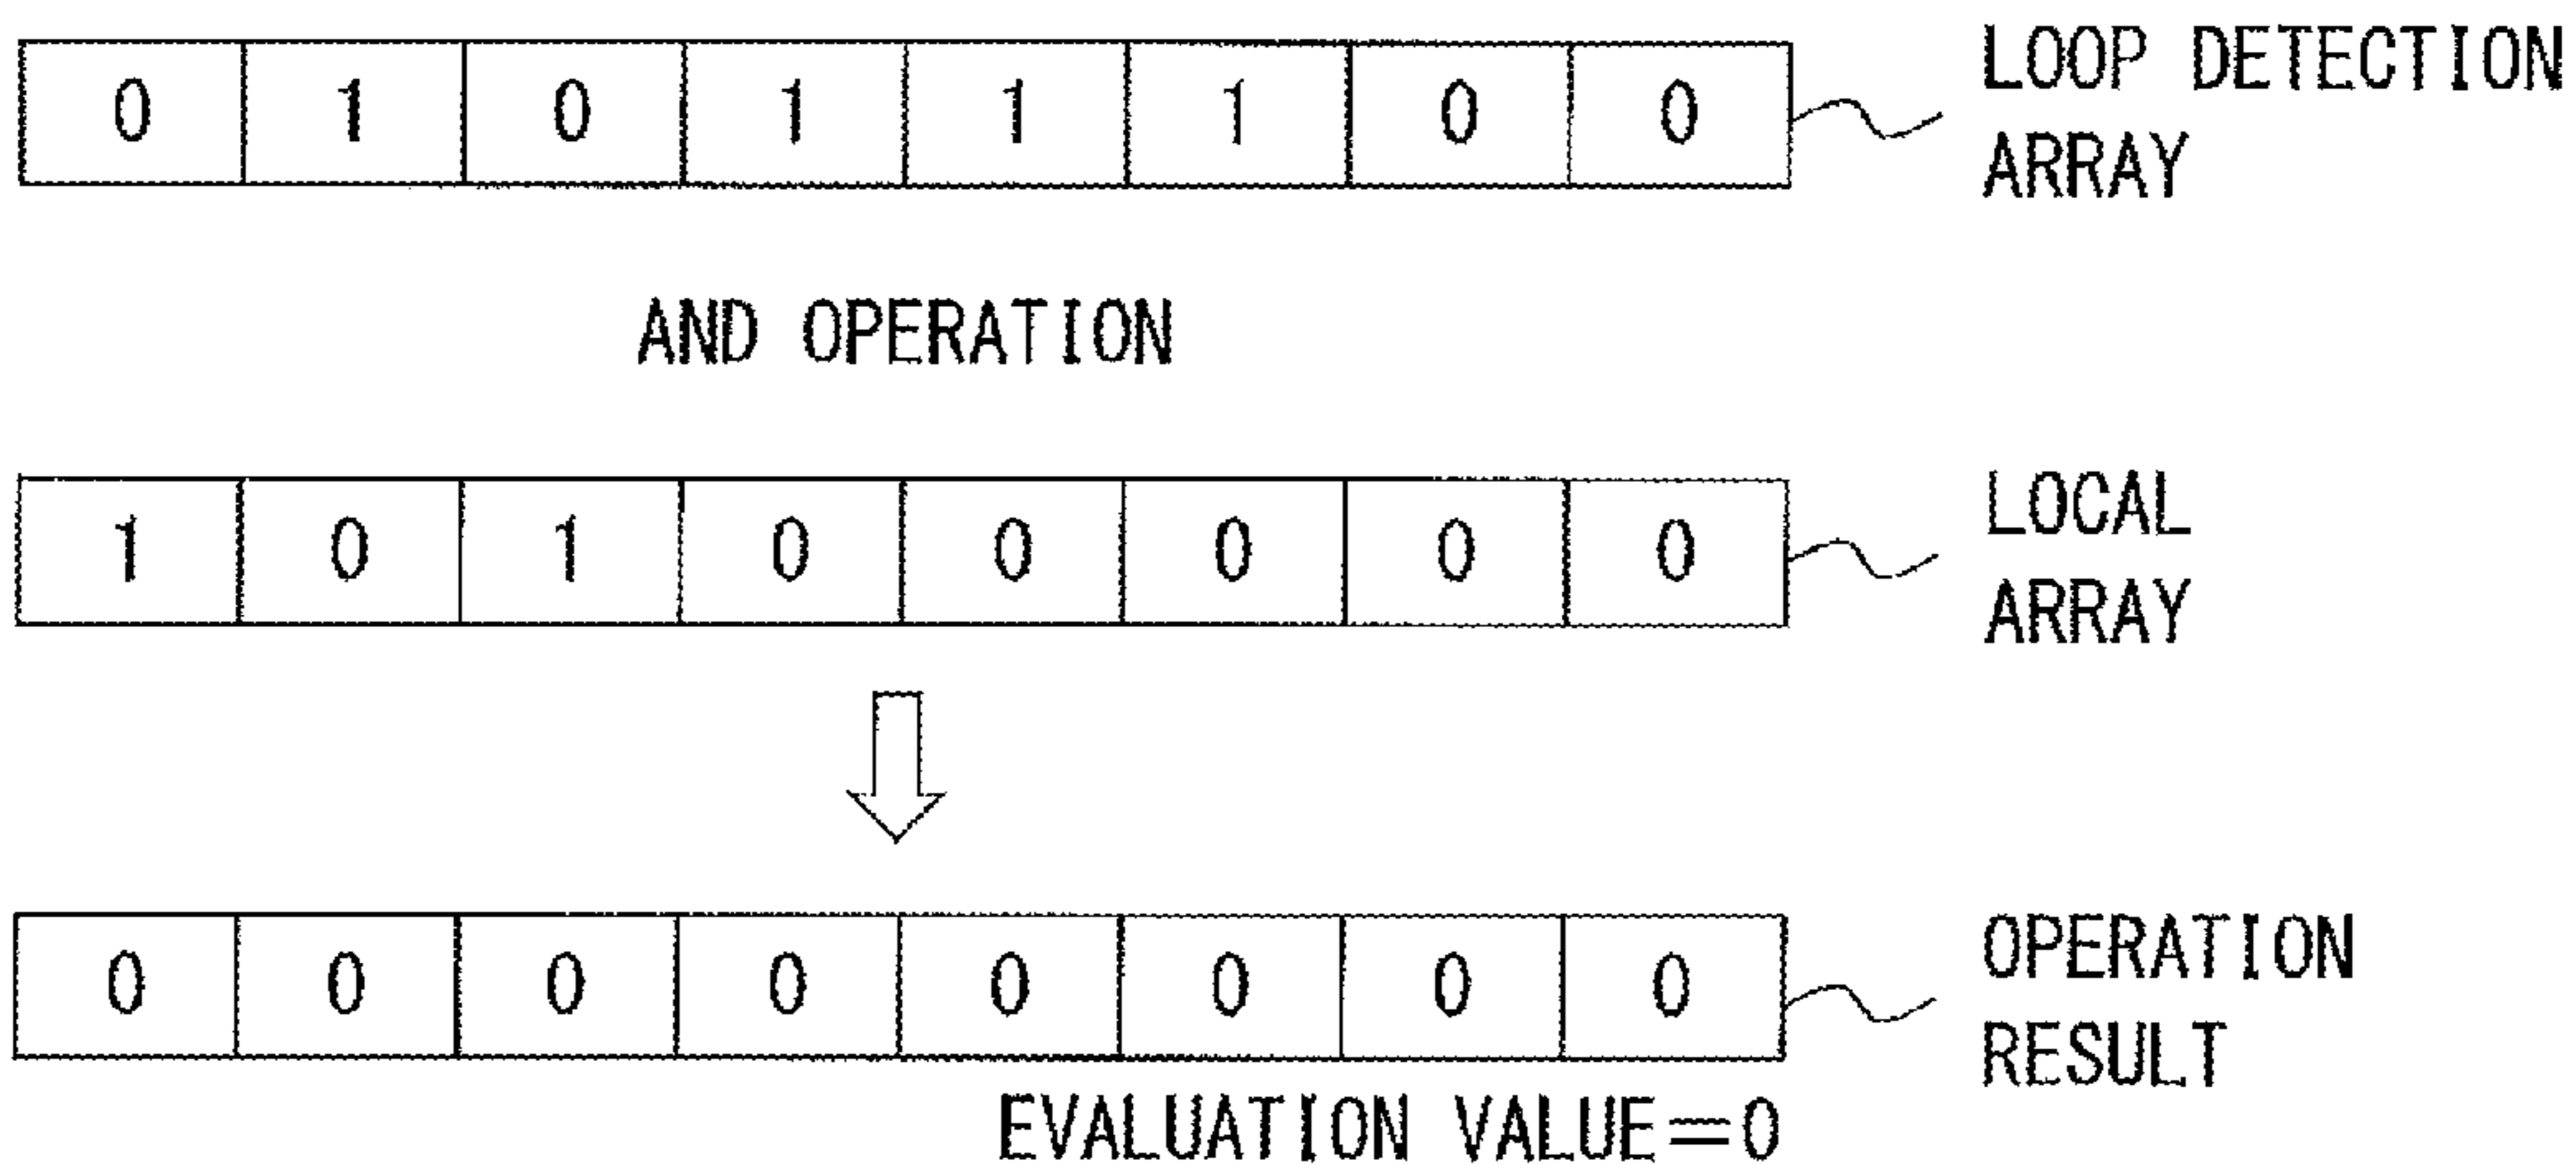 0 1 0 1 1 1 0 0
LOOP DETECTION
ARRAY
AND OPERATION
1 0 1 0 0 0 0 0
LOCAL
ARRAY
0 0 0 0 0 0 0 0
OPERATION
RESULT
EVALUATION VALUE=0